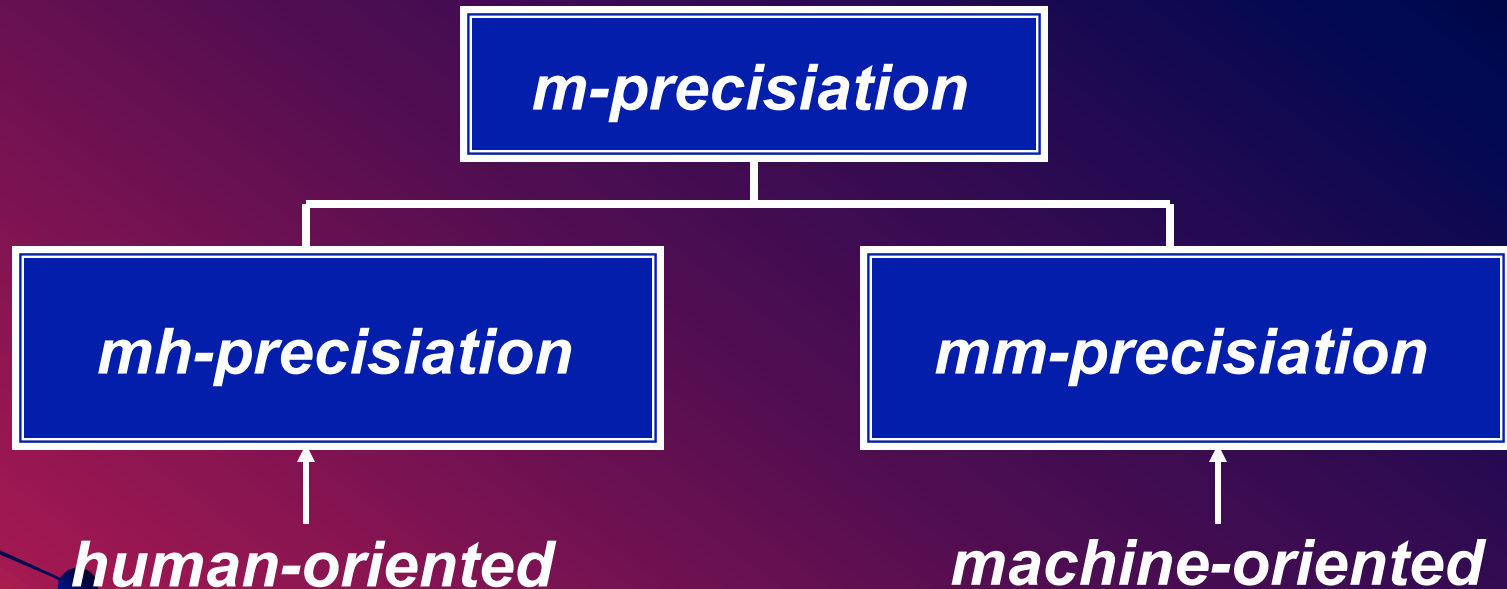 m-precisiation
mh-precisiation
mm-precisiation
human-oriented
machine-oriented